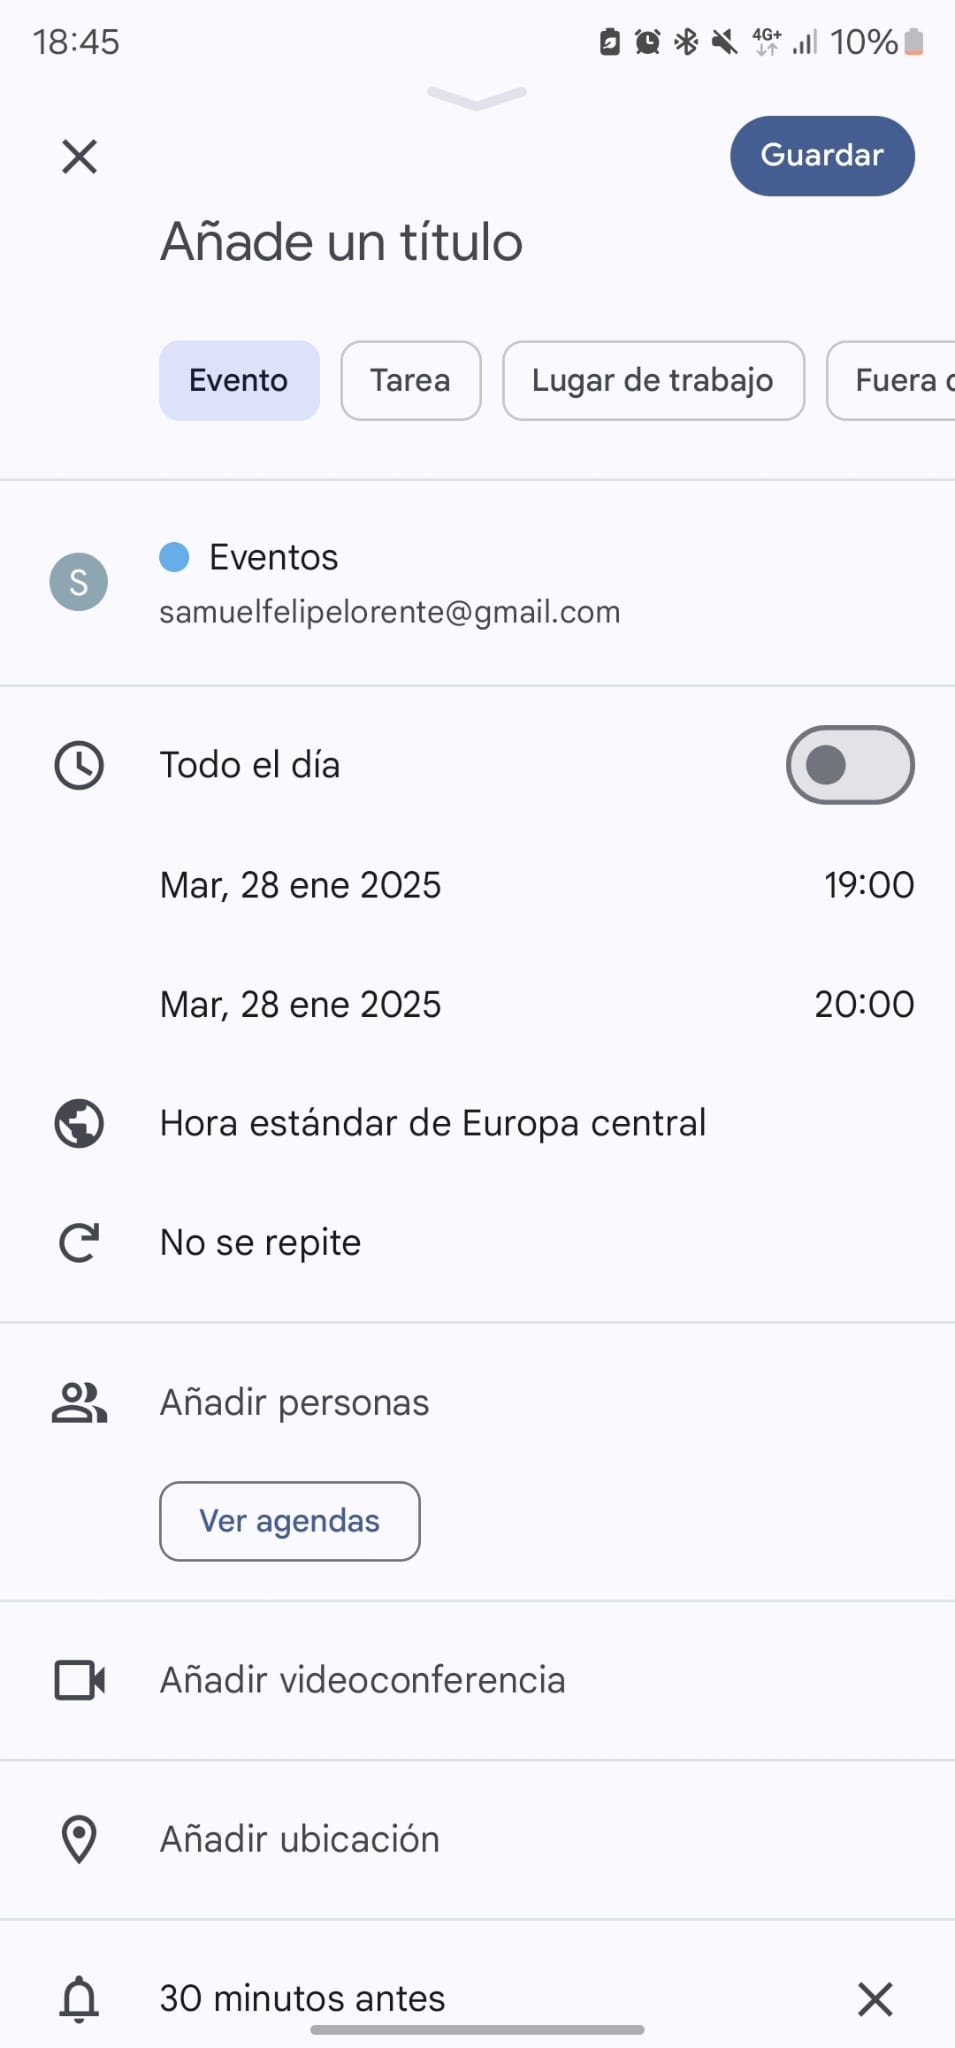 18:45
4G+
10%
Guardar
Añade un título
Evento
Tarea
Lugar de trabajo
Fuera
S
Eventos
samuelfelipelorente@gmail.com
Todo el día
Mar, 28 ene 2025 19:00
Mar, 28 ene 2025 20:00
Hora estándar de Europa central
No se repite
Añadir personas
Ver agendas
Añadir videoconferencia
Añadir ubicación
30 minutos antes